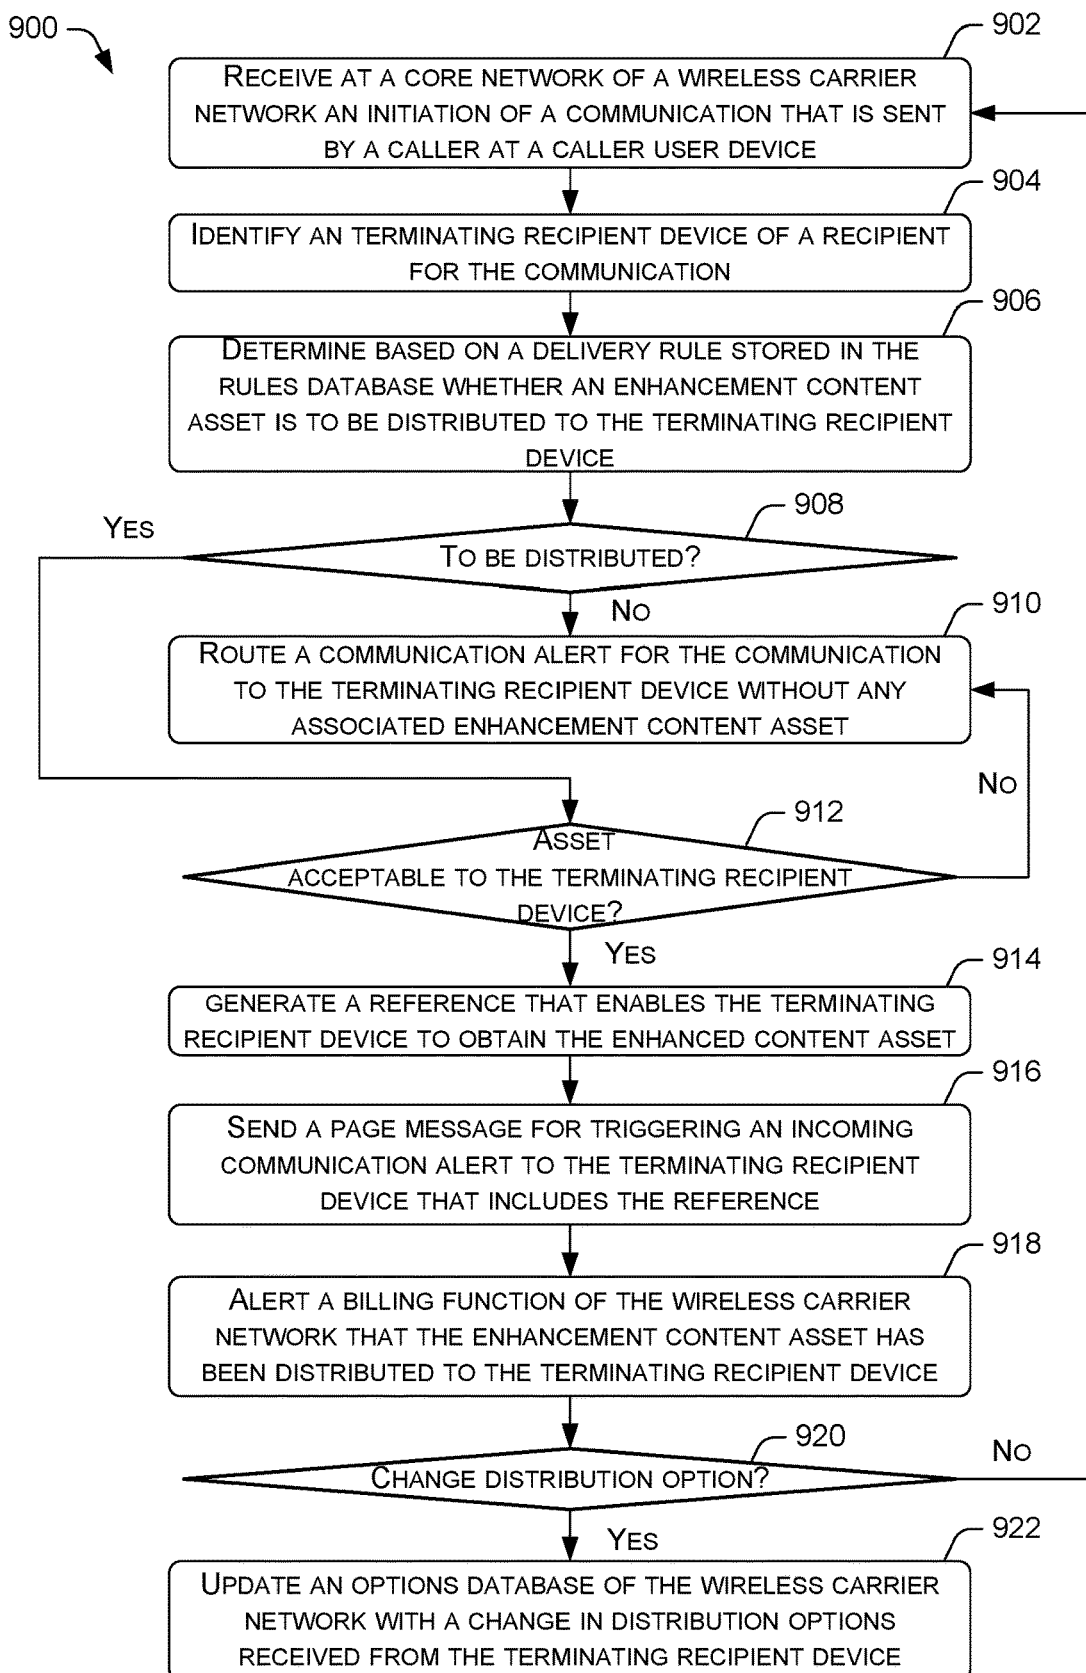 900
902
RECEIVE AT A CORE NETWORK OF A WIRELESS CARRIER
NETWORK AN INITIATION OF A COMMUNICATION THAT IS SENT
BY A CALLER AT A CALLER USER DEVICE
904
IDENTIFY AN TERMINATING RECIPIENT DEVICE OF A RECIPIENT
FOR THE COMMUNICATION
906
DETERMINE BASED ON A DELIVERY RULE STORED IN THE
RULES DATABASE WHETHER AN ENHANCEMENT CONTENT
ASSET IS TO BE DISTRIBUTED TO THE TERMINATING RECIPIENT
DEVICE
908
YES
TO BE DISTRIBUTED?
NO
910
ROUTE A COMMUNICATION ALERT FOR THE COMMUNICATION
TO THE TERMINATING RECIPIENT DEVICE WITHOUT ANY
ASSOCIATED ENHANCEMENT CONTENT ASSET
NO
912
ASSET
ACCEPTABLE TO THE TERMINATING RECIPIENT
DEVICE?
YES
914
GENERATE A REFERENCE THAT ENABLES THE TERMINATING
RECIPIENT DEVICE TO OBTAIN THE ENHANCED CONTENT ASSET
916
SEND A PAGE MESSAGE FOR TRIGGERING AN INCOMING
COMMUNICATION ALERT TO THE TERMINATING RECIPIENT
DEVICE THAT INCLUDES THE REFERENCE
918
ALERT A BILLING FUNCTION OF THE WIRELESS CARRIER
NETWORK THAT THE ENHANCEMENT CONTENT ASSET HAS
BEEN DISTRIBUTED TO THE TERMINATING RECIPIENT DEVICE
920
NO
CHANGE DISTRIBUTION OPTION?
YES
922
UPDATE AN OPTIONS DATABASE OF THE WIRELESS CARRIER
NETWORK WITH A CHANGE IN DISTRIBUTION OPTIONS
RECEIVED FROM THE TERMINATING RECIPIENT DEVICE